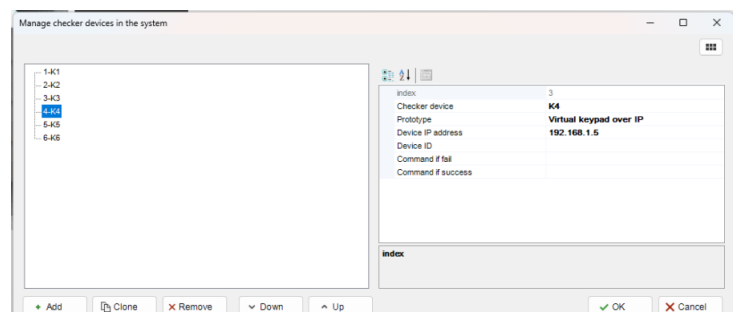 Manage checker devices in the system
1-K1
2-K2
3-K3
4-K4
5-K5
6-K6
index 3
Checker device K4
Prototype Virtual keypad over IP
Device IP address 192.168.1.5
Device ID
Command if fail
Command if success
index
Add Clone Remove Down Up OK Cancel